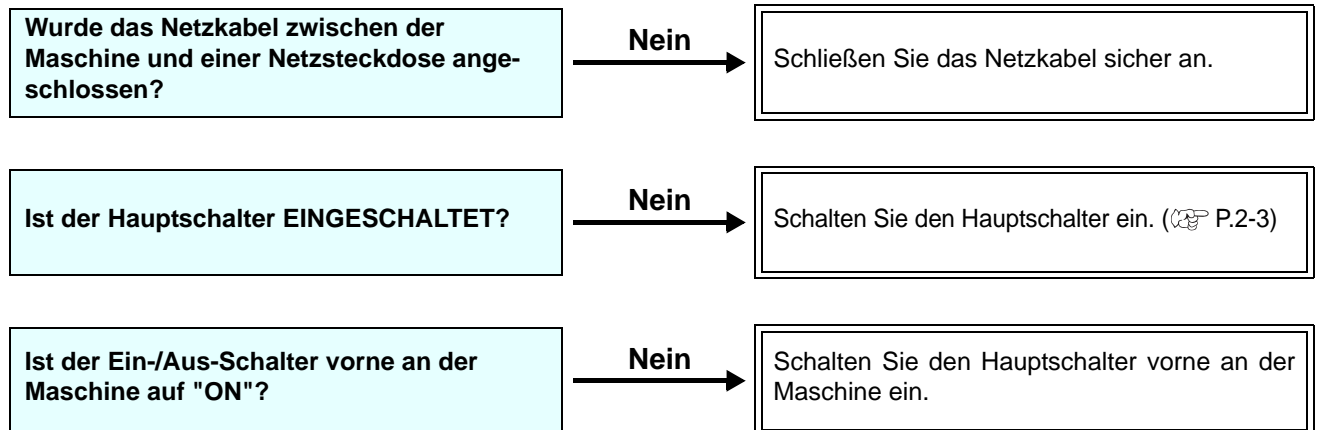 Wurde das Netzkabel zwischen der
Maschine und einer Netzsteckdose ange-
schlossen?
Nein
Schließen Sie das Netzkabel sicher an.
Ist der Hauptschalter EINGESCHALTET?
Nein
Schalten Sie den Hauptschalter ein. (☞ P.2-3)
Ist der Ein-/Aus-Schalter vorne an der
Maschine auf "ON"?
Nein
Schalten Sie den Hauptschalter vorne an der
Maschine ein.